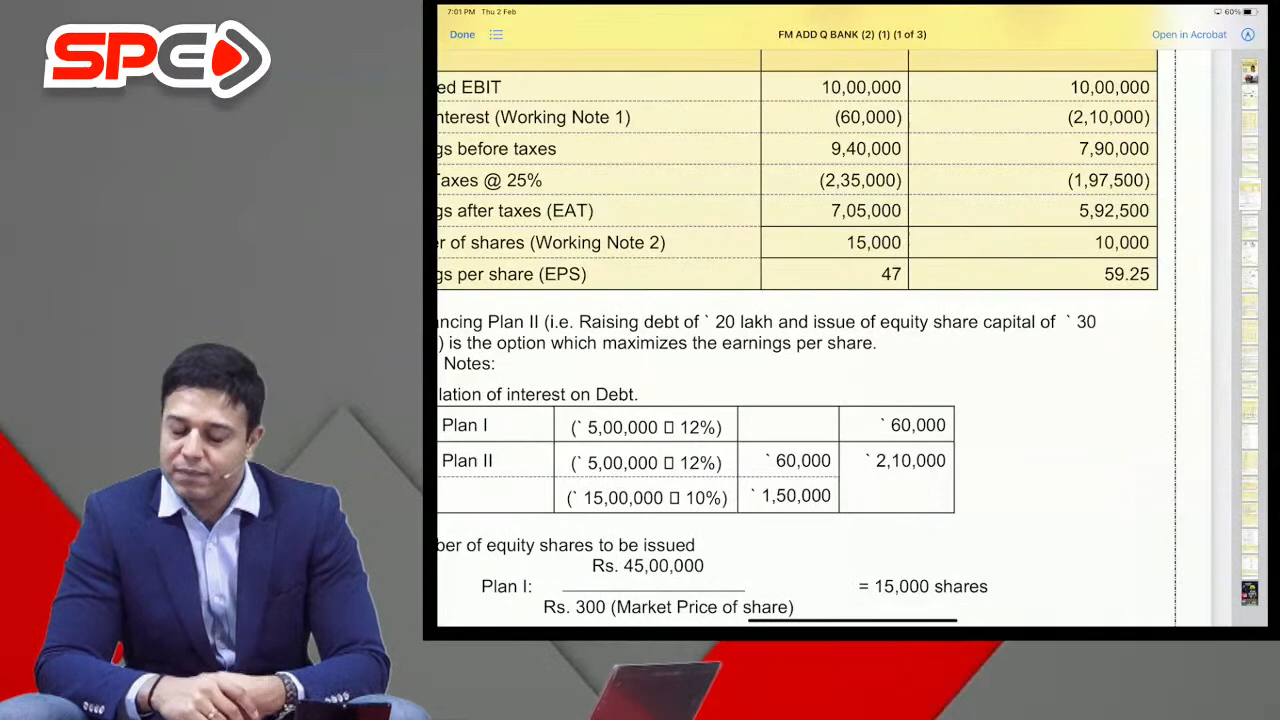 SPC
7:01 PM Thu 2 Feb
60%
Done
FM ADD Q BANK (2) (1) (1 of 3)
Open in Acrobat
ed EBIT 10,00,000 10,00,000
nterest (Working Note 1) (60,000) (2,10,000)
gs before taxes 9,40,000 7,90,000
Taxes @ 25% (2,35,000) (1,97,500)
gs after taxes (EAT) 7,05,000 5,92,500
er of shares (Working Note 2) 15,000 10,000
gs per share (EPS) 47 59.25
ncing Plan II (i.e. Raising debt of ` 20 lakh and issue of equity share capital of ` 30
) is the option which maximizes the earnings per share.
Notes:
lation of interest on Debt.
Plan I (` 5,00,000 □ 12%) ` 60,000
Plan II (` 5,00,000 □ 12%) ` 60,000 ` 2,10,000
(` 15,00,000 □ 10%) ` 1,50,000
ber of equity shares to be issued
Rs. 45,00,000
Plan I: = 15,000 shares
Rs. 300 (Market Price of share)